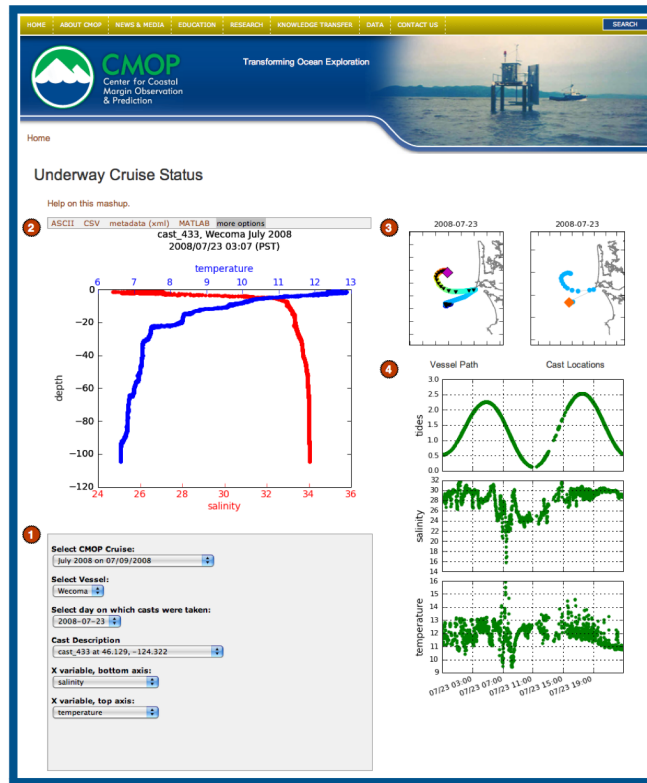 HOME ABOUT CMOP NEWS & MEDIA EDUCATION RESEARCH KNOWLEDGE TRANSFER DATA CONTACT US SEARCH
CMOP
Center for Coastal
Margin Observation
& Prediction
Transforming Ocean Exploration
Home
Underway Cruise Status
Help on this mashup.
2
ASCII CSV metadata (xml) MATLAB more options
cast_433, Wecoma July 2008
2008/07/23 03:07 (PST)
temperature
6 7 8 9 10 11 12 13
0
−20
−40
−60
−80
−100
−120
depth
24 26 28 30 32 34 36
salinity
1
Select CMOP Cruise:
July 2008 on 07/09/2008
Select Vessel:
Wecoma
Select day on which casts were taken:
2008-07-23
Cast Description
cast_433 at 46.129, -124.322
X variable, bottom axis:
salinity
X variable, top axis:
temperature
3
2008-07-23 2008-07-23
4
Vessel Path Cast Locations
3.0
2.5
2.0
1.5
1.0
0.5
0.0
tides
32
30
28
26
24
22
20
18
16
14
salinity
16
15
14
13
12
11
10
9
temperature
07/23 03:00 07/23 07:00 07/23 11:00 07/23 15:00 07/23 19:00